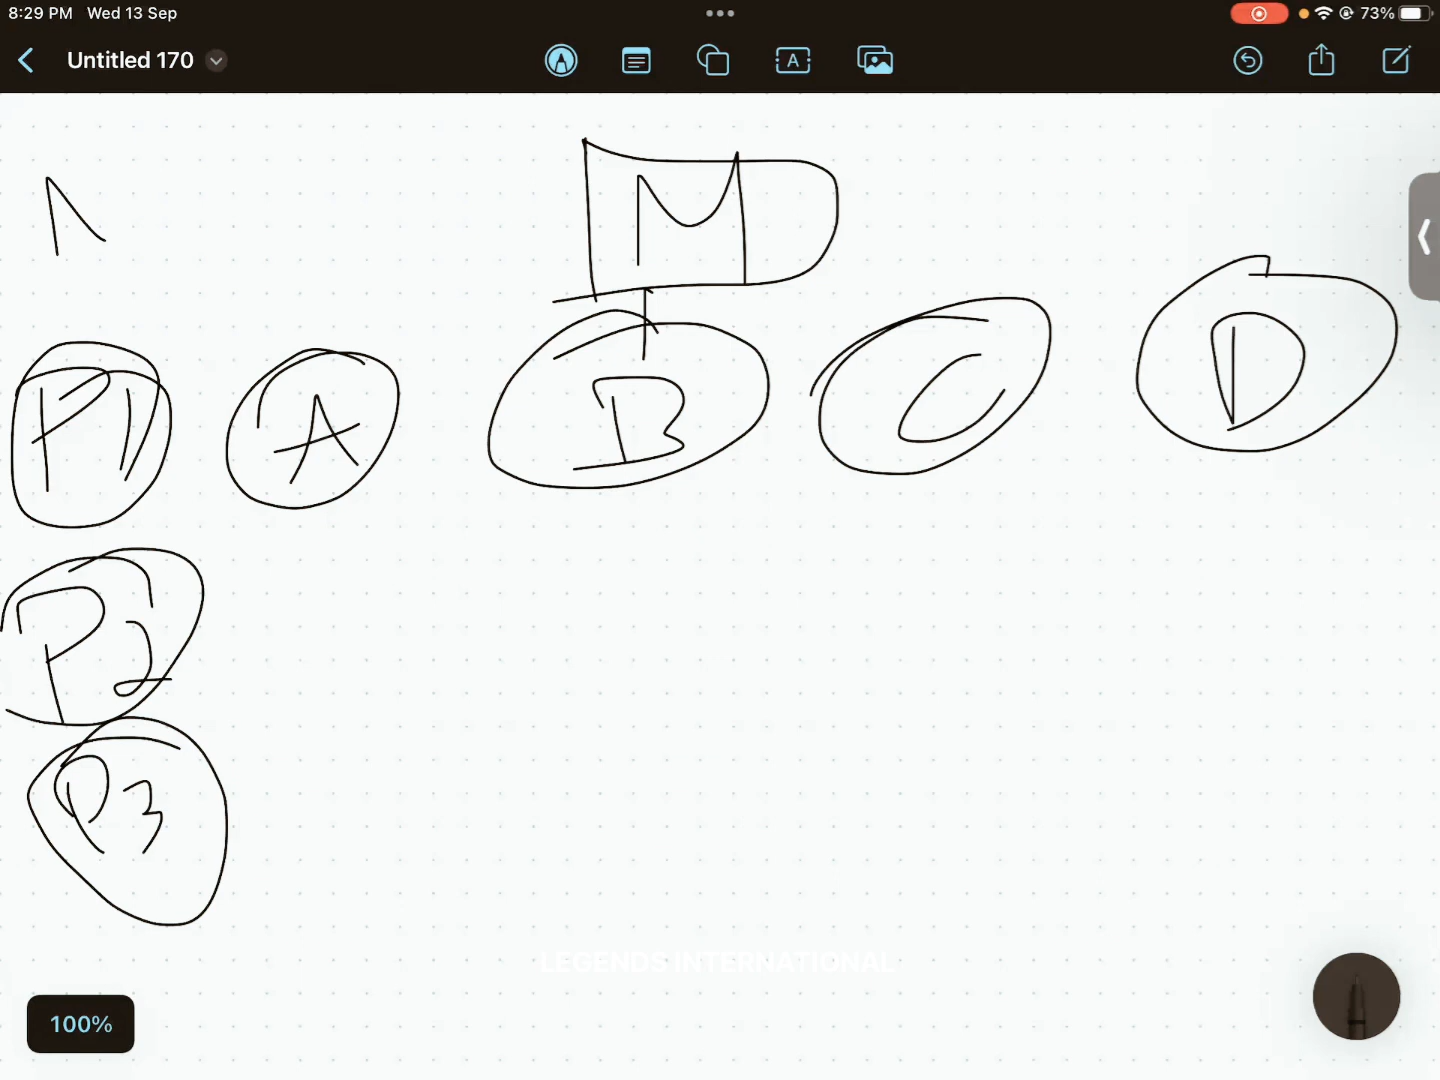 8:29 PM Wed 13 Sep
73%
Untitled 170
A
M
P1 A B C D
P2
P3
LEGENDS INTERNATIONAL
100%